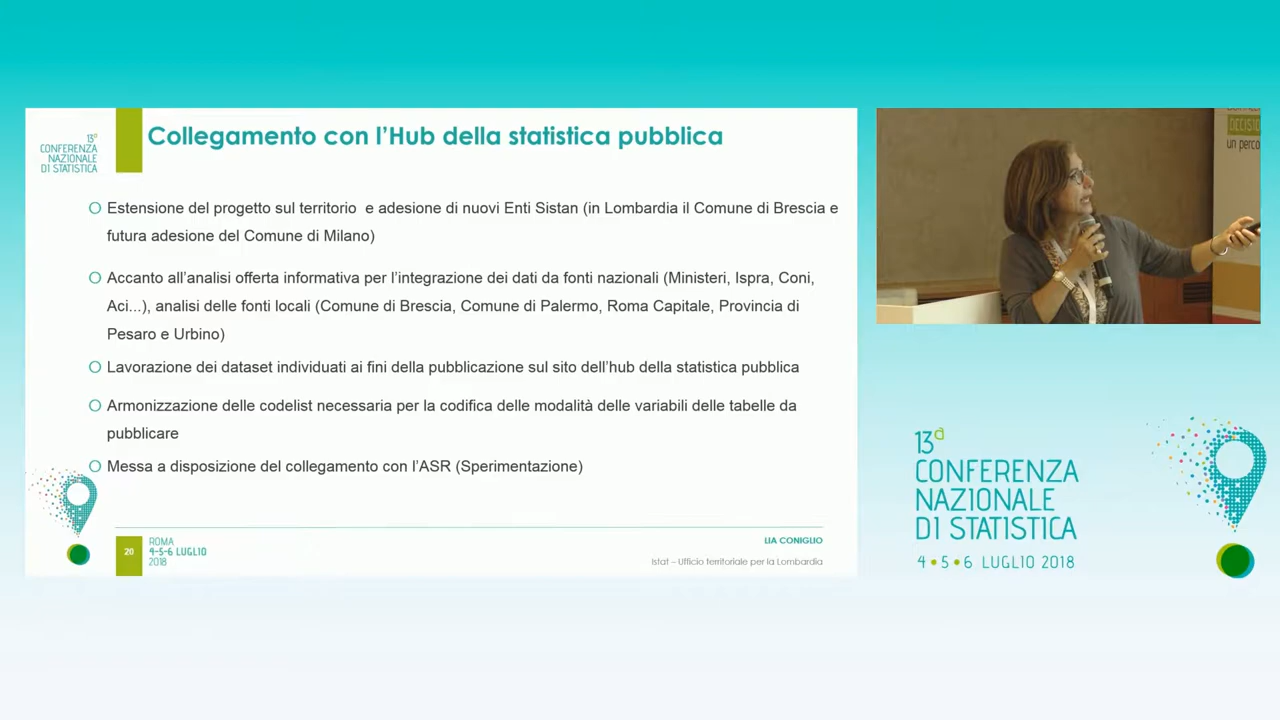 13ª
CONFERENZA
NAZIONALE
DI STATISTICA
Collegamento con l’Hub della statistica pubblica
Estensione del progetto sul territorio e adesione di nuovi Enti Sistan (in Lombardia il Comune di Brescia e
futura adesione del Comune di Milano)
Accanto all’analisi offerta informativa per l’integrazione dei dati da fonti nazionali (Ministeri, Ispra, Coni,
Aci...), analisi delle fonti locali (Comune di Brescia, Comune di Palermo, Roma Capitale, Provincia di
Pesaro e Urbino)
Lavorazione dei dataset individuati ai fini della pubblicazione sul sito dell’hub della statistica pubblica
Armonizzazione delle codelist necessaria per la codifica delle modalità delle variabili delle tabelle da
pubblicare
Messa a disposizione del collegamento con l’ASR (Sperimentazione)
20
ROMA
4-5-6 LUGLIO
2018
LIA CONIGLIO
Istat – Ufficio territoriale per la Lombardia
un perco
13ª
CONFERENZA
NAZIONALE
DI STATISTICA
4•5•6 LUGLIO 2018